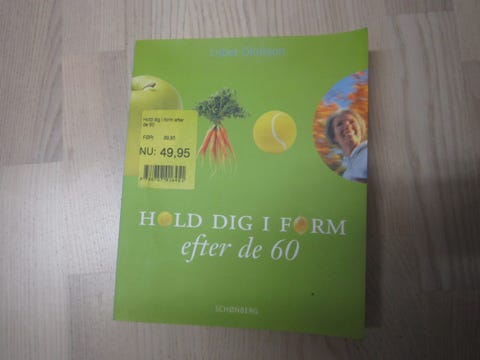 Hold dig i form efter
de 60
FØR:
NU: 49,95
HOLD DIG I FORM
efter de 60
SCHØNBERG